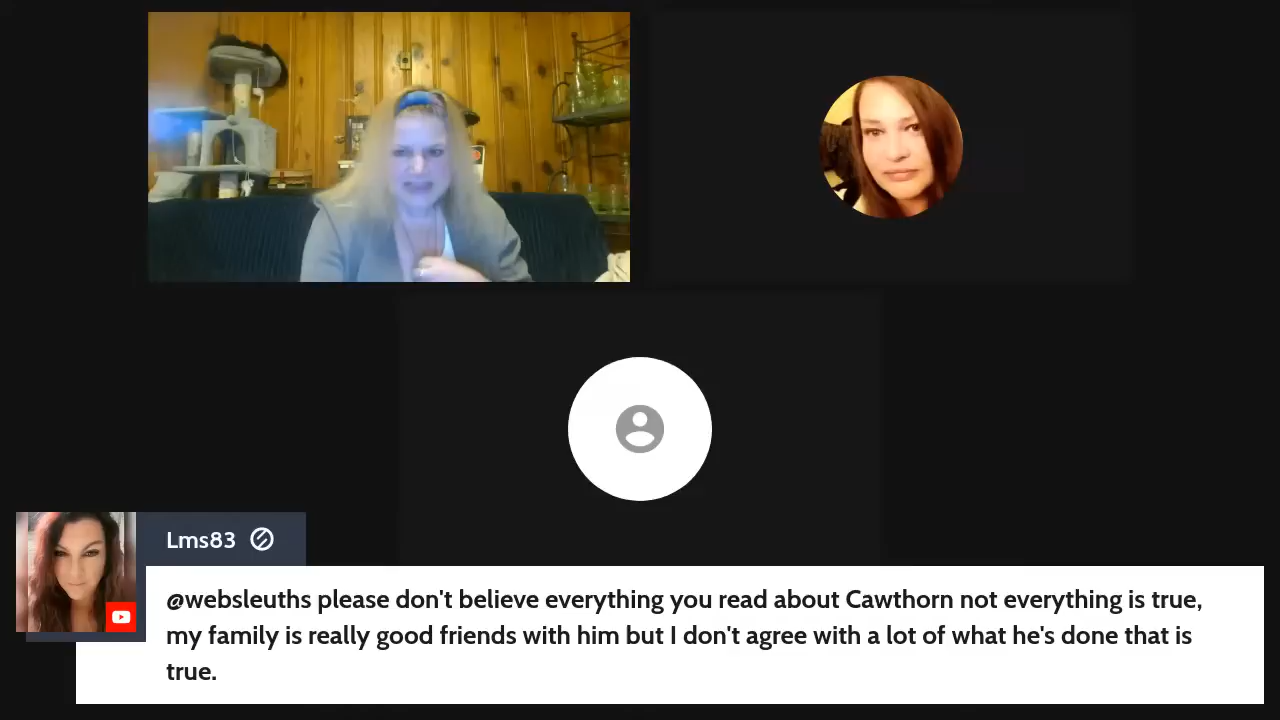 Lms83
@websleuths please don't believe everything you read about Cawthorn not everything is true,
my family is really good friends with him but I don't agree with a lot of what he's done that is
true.